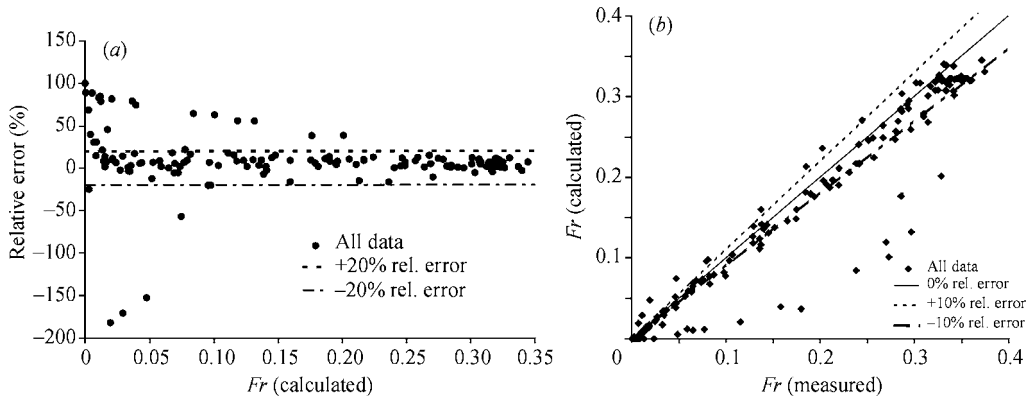 (a)
150
100
50
0
–50
–100
–150
–200
Relative error (%)
All data
+20% rel. error
–20% rel. error
0
0.05
0.10
0.15
0.20
0.25
0.30
0.35
Fr (calculated)
(b)
0.4
0.3
0.2
0.1
Fr (calculated)
All data
0% rel. error
+10% rel. error
–10% rel. error
0
0.1
0.2
0.3
0.4
Fr (measured)